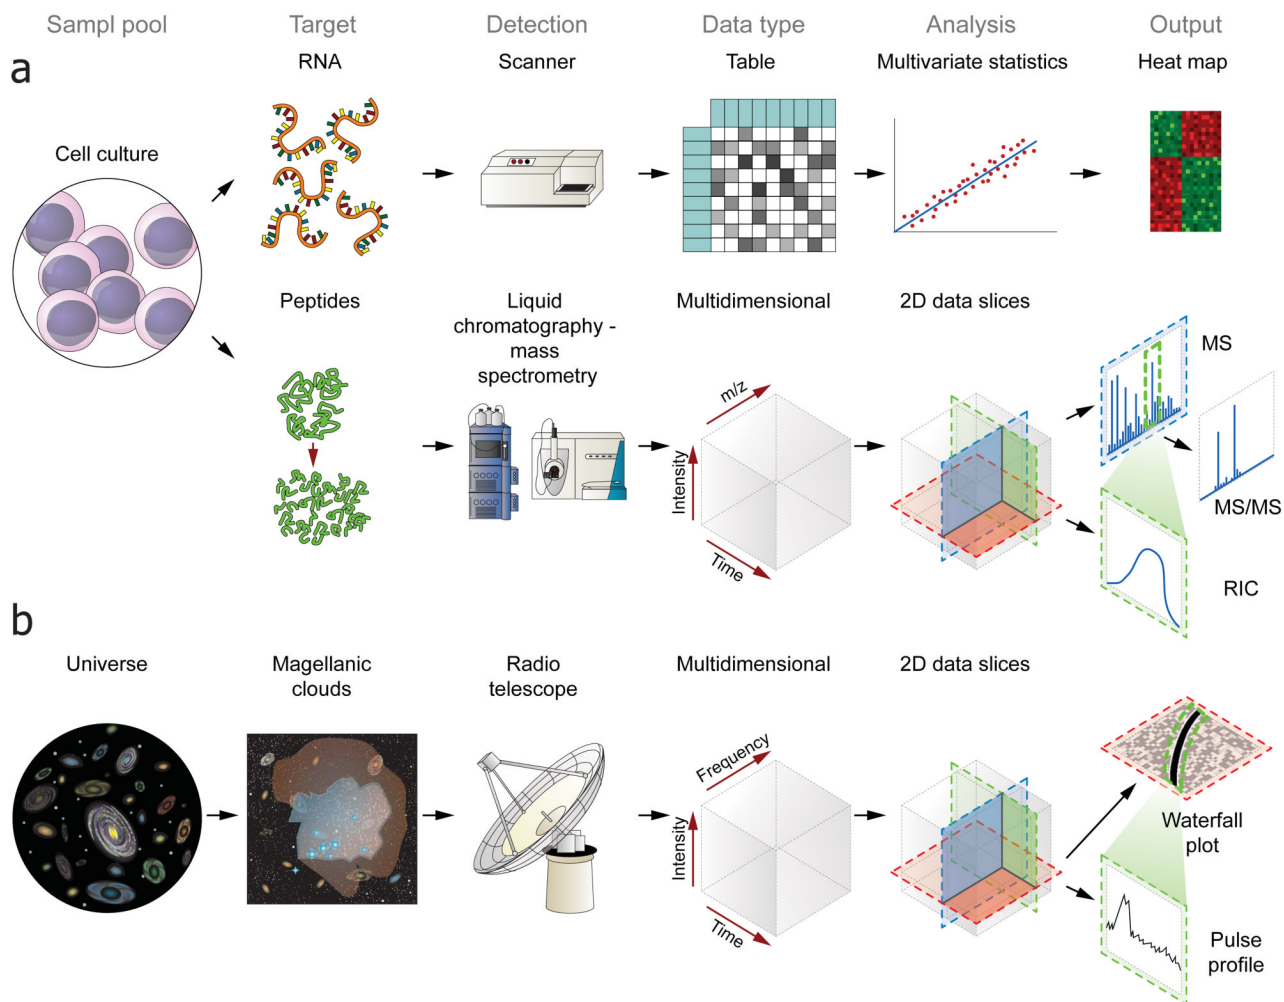 Sampl pool
Target
Detection
Data type
Analysis
Output
a
RNA
Scanner
Table
Multivariate statistics
Heat map
Cell culture
Peptides
Liquid
chromatography -
mass
spectrometry
Multidimensional
2D data slices
m/z
Intensity
Time
MS
MS/MS
RIC
b
Universe
Magellanic
clouds
Radio
telescope
Multidimensional
2D data slices
Frequency
Intensity
Time
Waterfall
plot
Pulse
profile